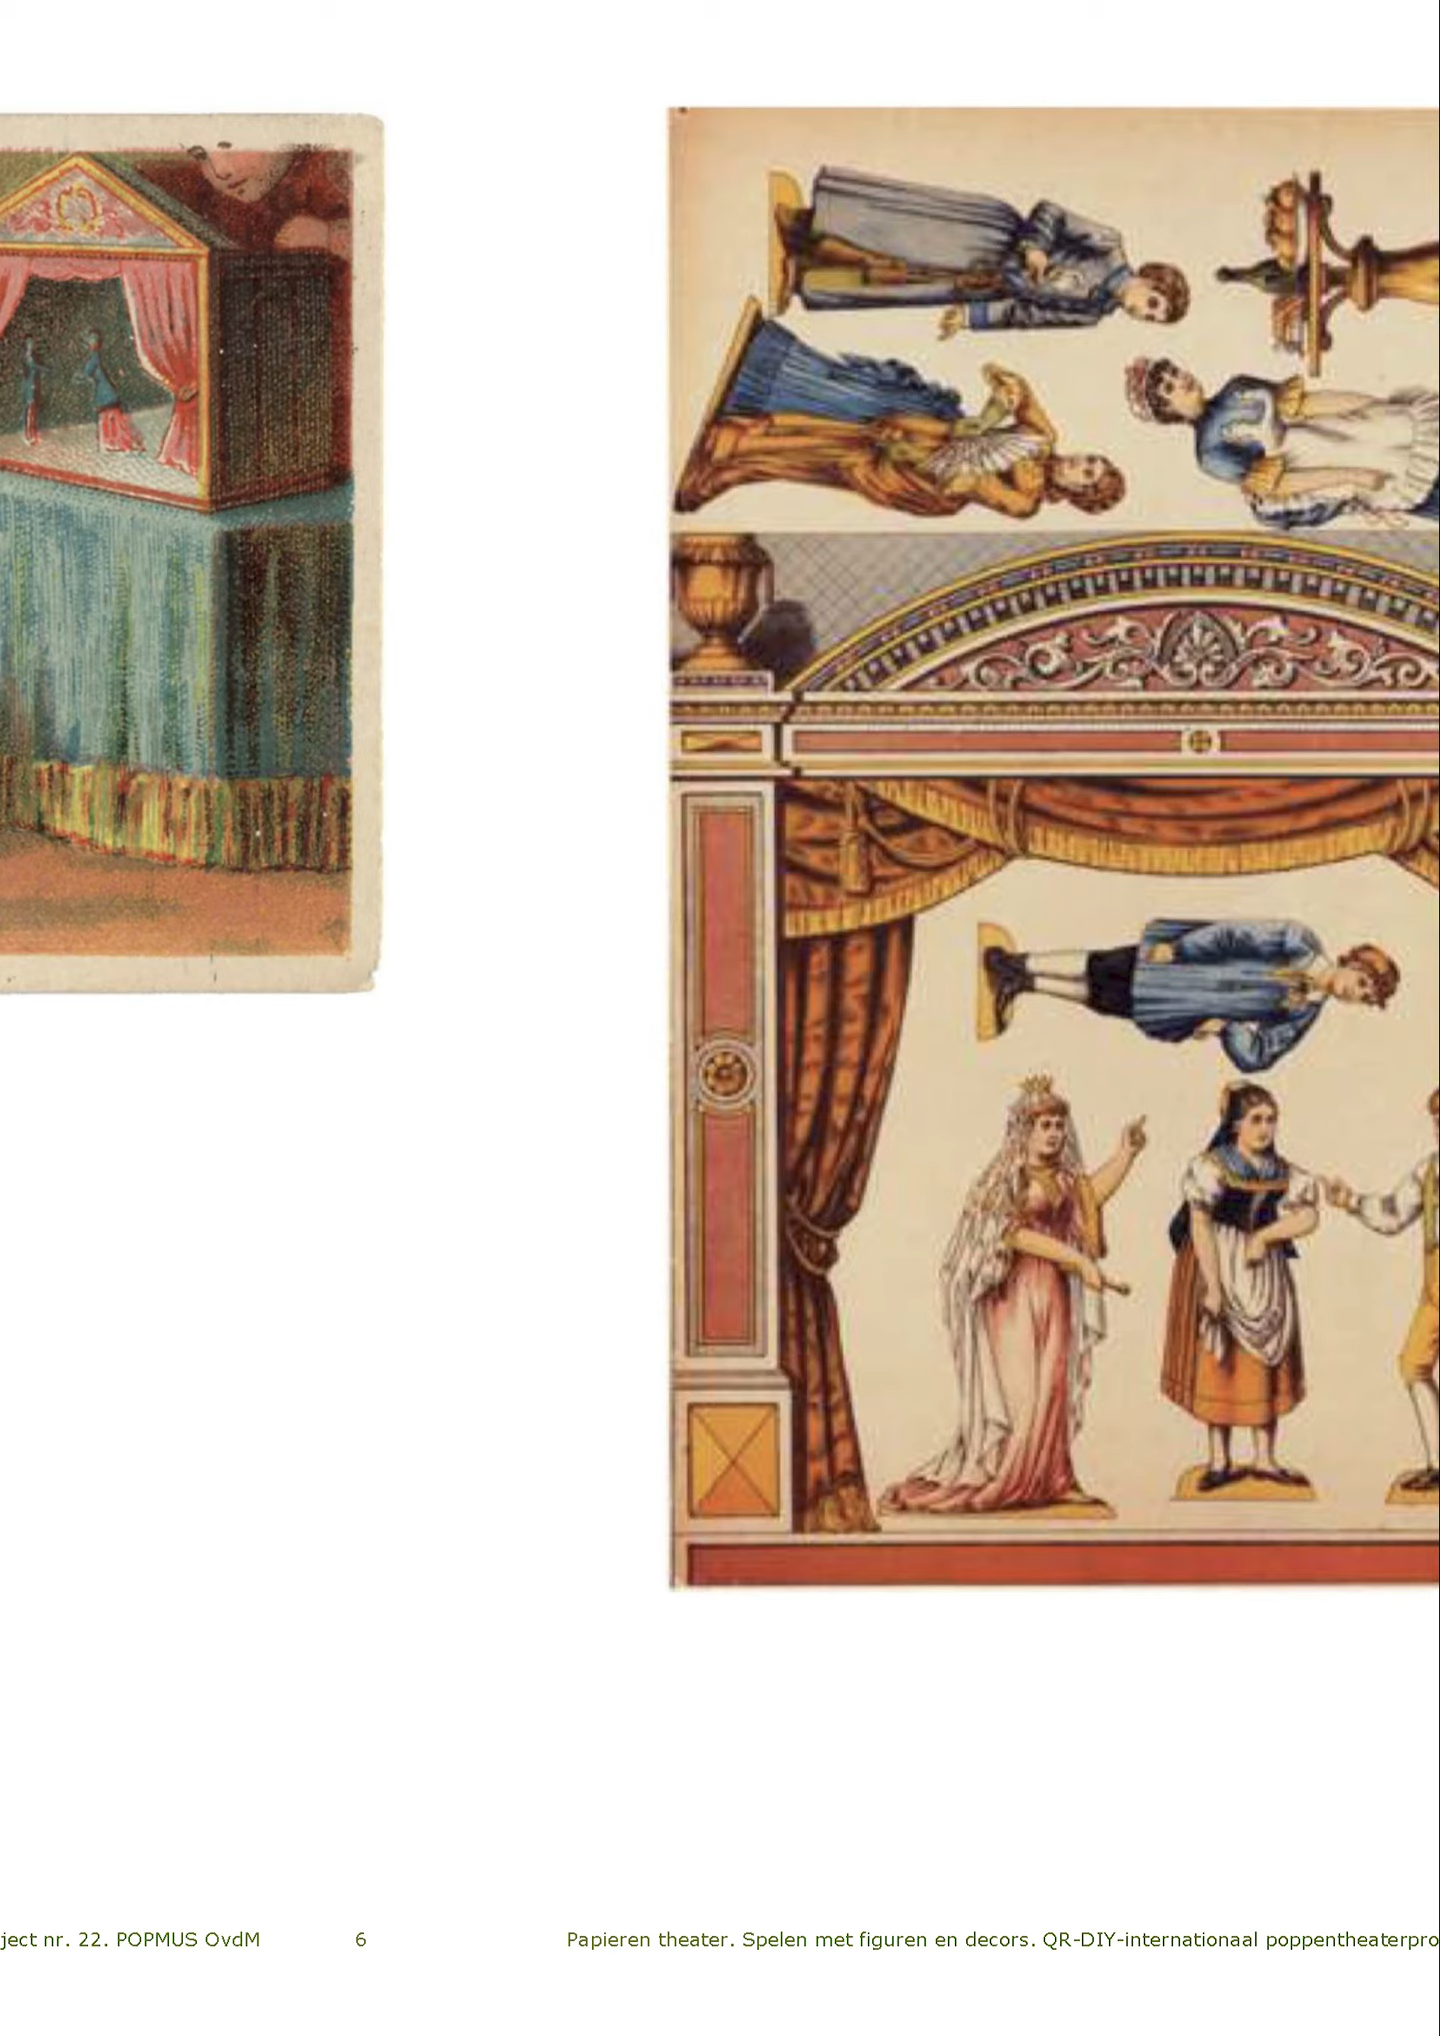 ject nr. 22. POPMUS OvdM 6
Papieren theater. Spelen met figuren en decors. QR-DIY-internationaal poppentheaterpro